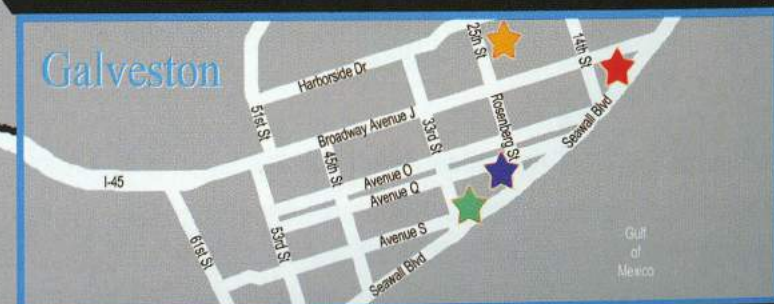 Galveston
25th St
14th St
Harborside Dr
51st St
Broadway Avenue J
33rd St
Rosenberg St
Seawall Blvd
45th St
Avenue O
I-45
Avenue Q
61st St
53rd St
Avenue S
Seawall Blvd
Gulf
of
Mexico